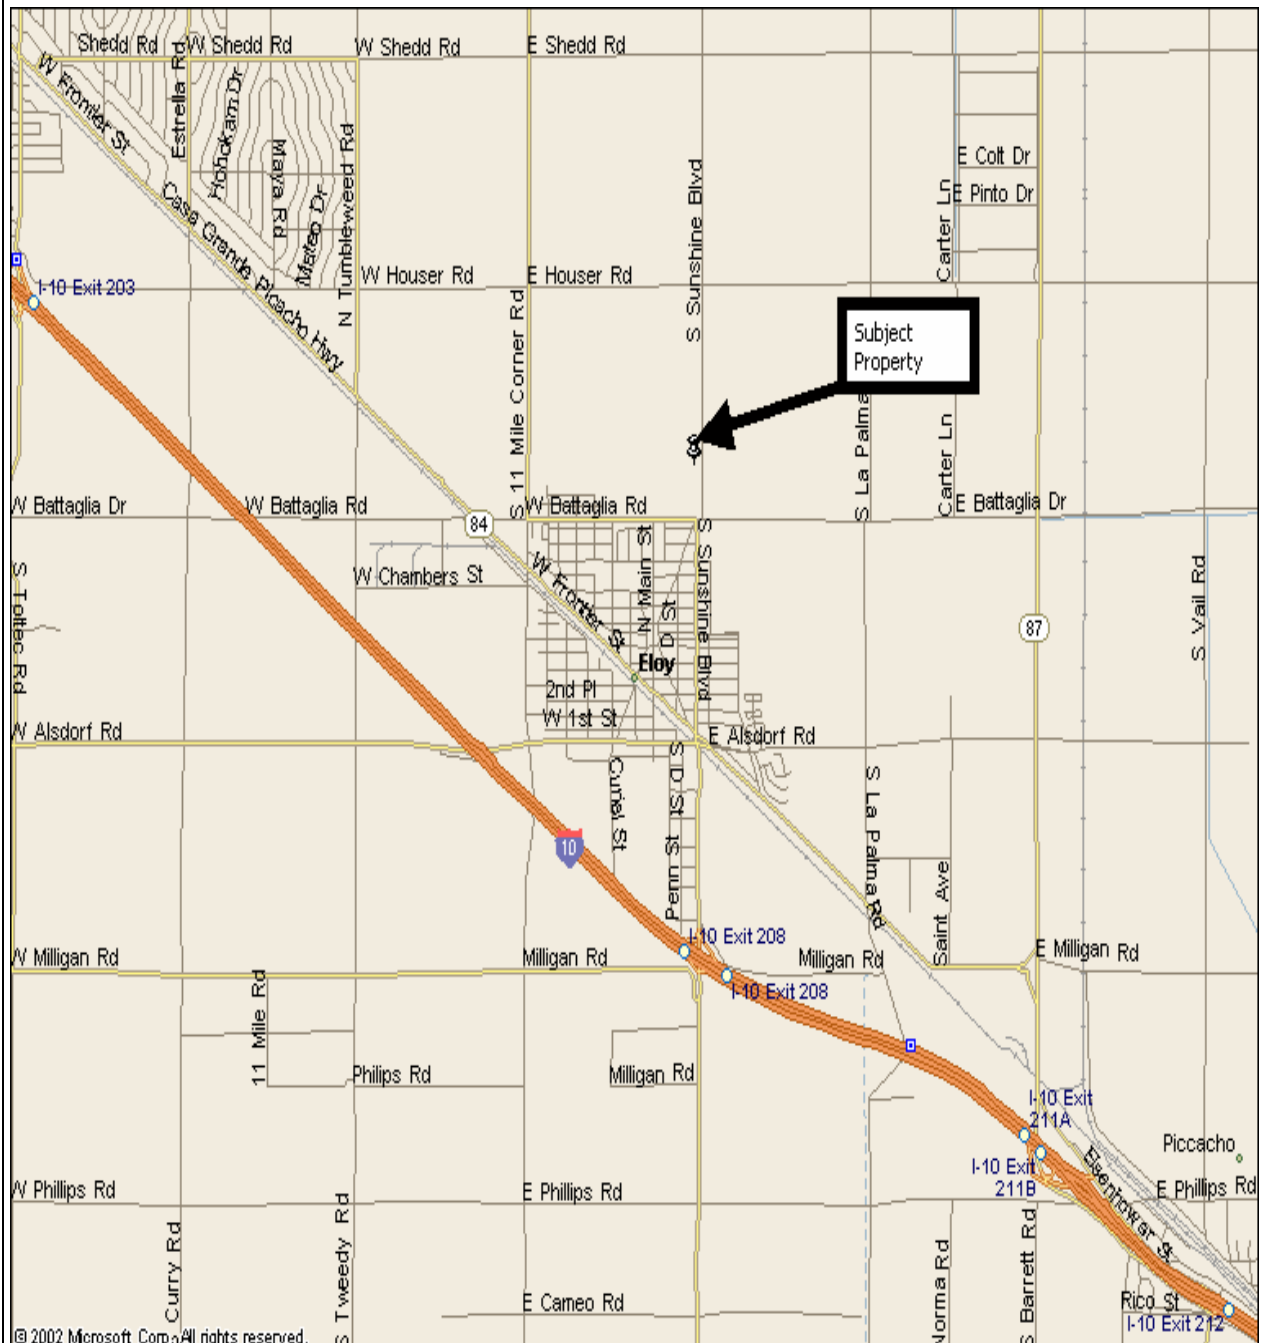 Shedd Rd
W Shedd Rd
W Shedd Rd
E Shedd Rd
W Frontier St
Estrella Rd
Hohokam Dr
Maya Rd
Mateo Dr
N Tumbleweed Rd
Casa Grande Picacho Hwy
S Sunshine Blvd
E Colt Dr
E Pinto Dr
Carter Ln
I-10 Exit 203
W Houser Rd
E Houser Rd
S 11 Mile Corner Rd
Subject
Property
S La Palma
Carter Ln
W Battaglia Dr
W Battaglia Rd
W Battaglia Rd
E Battaglia Dr
84
W Chambers St
W Frontier St
N Main St
D St
S Sunshine Blvd
S Toltec Rd
87
S Vail Rd
Eloy
2nd Pl
W 1st St
W Alsdorf Rd
E Alsdorf Rd
Curiel St
S D St
Penn St
10
S La Palma Rd
Saint Ave
I-10 Exit 208
I-10 Exit 208
W Milligan Rd
Milligan Rd
Milligan Rd
E Milligan Rd
11 Mile Rd
Philips Rd
Milligan Rd
I-10 Exit
211A
I-10 Exit
211B
Piccacho
Eisenhower St
W Phillips Rd
E Phillips Rd
E Phillips Rd
Curry Rd
S Tweedy Rd
E Cameo Rd
Norma Rd
S Barrett Rd
Rico St
I-10 Exit 212
© 2002 Microsoft Corp. All rights reserved.